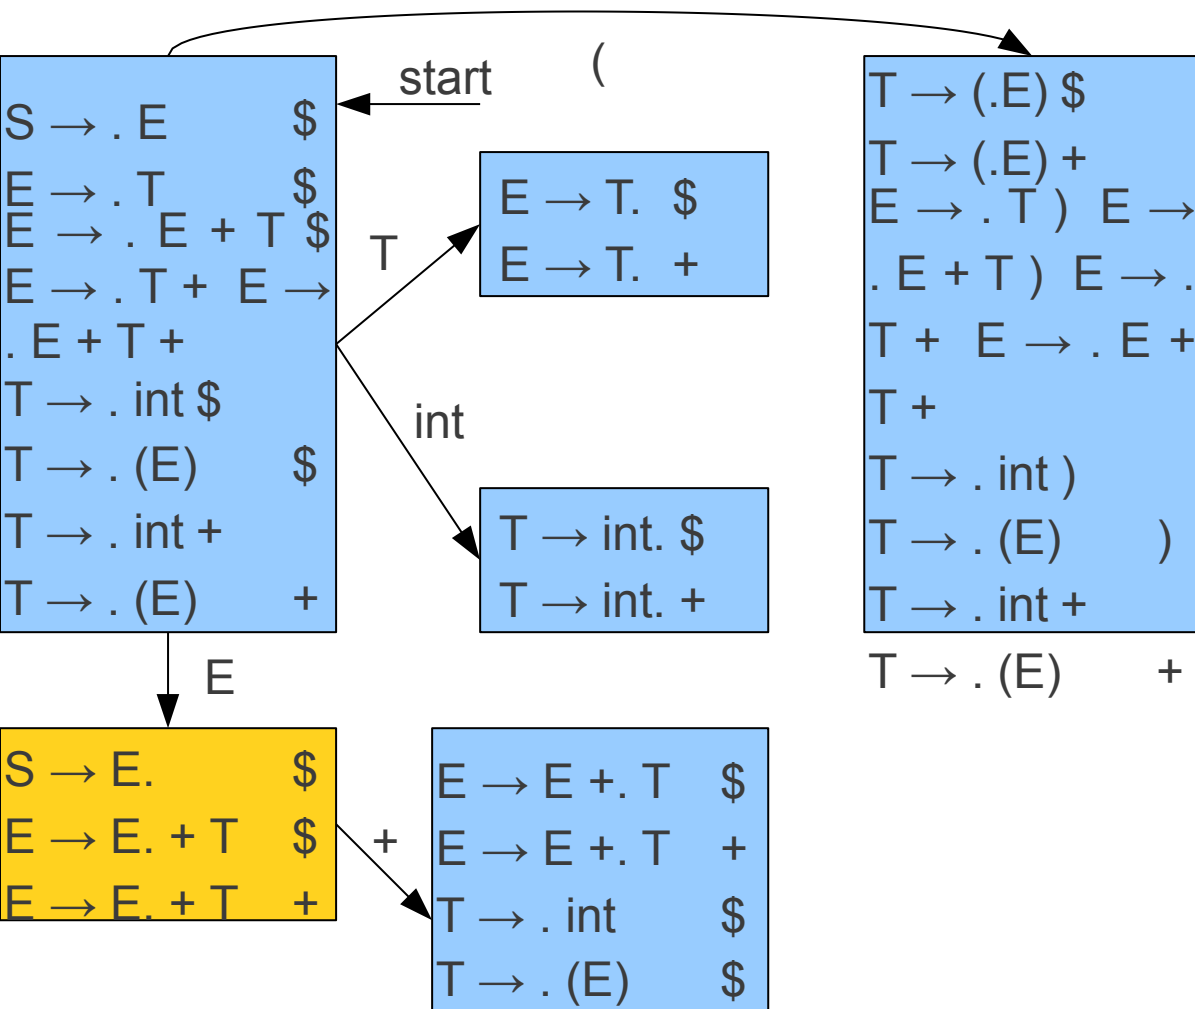 (
start
S → . E $
E → . T $
E → . E + T $
E → . T + E →
. E + T +
T → . int $
T → . (E) $
T → . int +
T → . (E) +
T
E → T. $
E → T. +
int
T → int. $
T → int. +
T → (.E) $
T → (.E) +
E → . T ) E →
. E + T ) E → .
T + E → . E +
T +
T → . int )
T → . (E) )
T → . int +
T → . (E) +
E
S → E. $
E → E. + T $
E → E. + T +
+
E → E +. T $
E → E +. T +
T → . int $
T → . (E) $